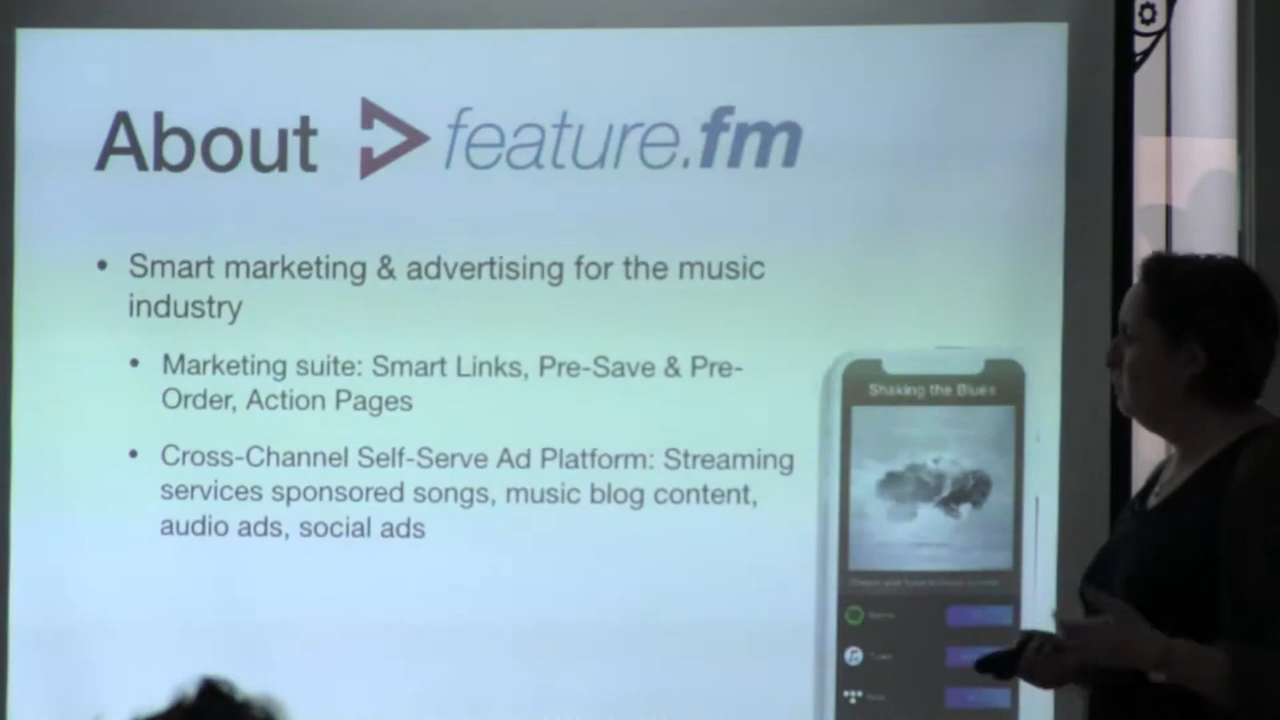 About feature.fm
• Smart marketing & advertising for the music
industry
• Marketing suite: Smart Links, Pre-Save & Pre-
Order, Action Pages
• Cross-Channel Self-Serve Ad Platform: Streaming
services sponsored songs, music blog content,
audio ads, social ads
Shaking the Blues